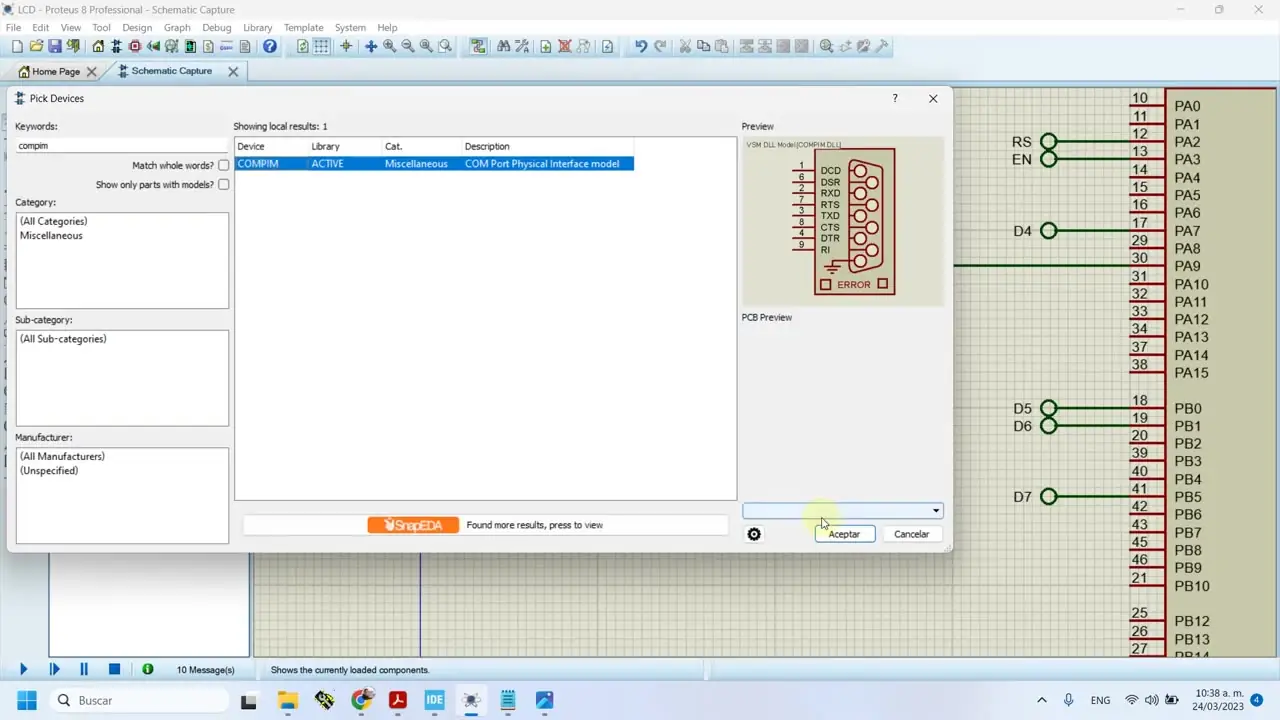 LCD - Proteus 8 Professional - Schematic Capture
File Edit View Tool Design Graph Debug Library Template System Help
Home Page
Schematic Capture
Pick Devices
?
Keywords:
compim
Match whole words?
Show only parts with models?
Category:
(All Categories)
Miscellaneous
Sub-category:
(All Sub-categories)
Manufacturer:
(All Manufacturers)
(Unspecified)
Showing local results: 1
Device Library Cat. Description
COMPIM ACTIVE Miscellaneous COM Port Physical Interface model
SnapEDA Found more results, press to view
Preview
VSM DLL Model [COMPIM.DLL]
1 DCD
6 DSR
2 RXD
7 RTS
3 TXD
8 CTS
4 DTR
9 RI
ERROR
PCB Preview
Aceptar
Cancelar
10 PA0
11 PA1
RS 12 PA2
EN 13 PA3
14 PA4
15 PA5
16 PA6
D4 17 PA7
29 PA8
30 PA9
31 PA10
32 PA11
33 PA12
34 PA13
37 PA14
38 PA15
D5 18 PB0
D6 19 PB1
20 PB2
39 PB3
40 PB4
D7 41 PB5
42 PB6
43 PB7
45 PB8
46 PB9
21 PB10
25 PB12
26 PB13
27 PB14
10 Message(s)
Shows the currently loaded components.
Buscar
IDE
ENG
10:38 a. m.
24/03/2023
4